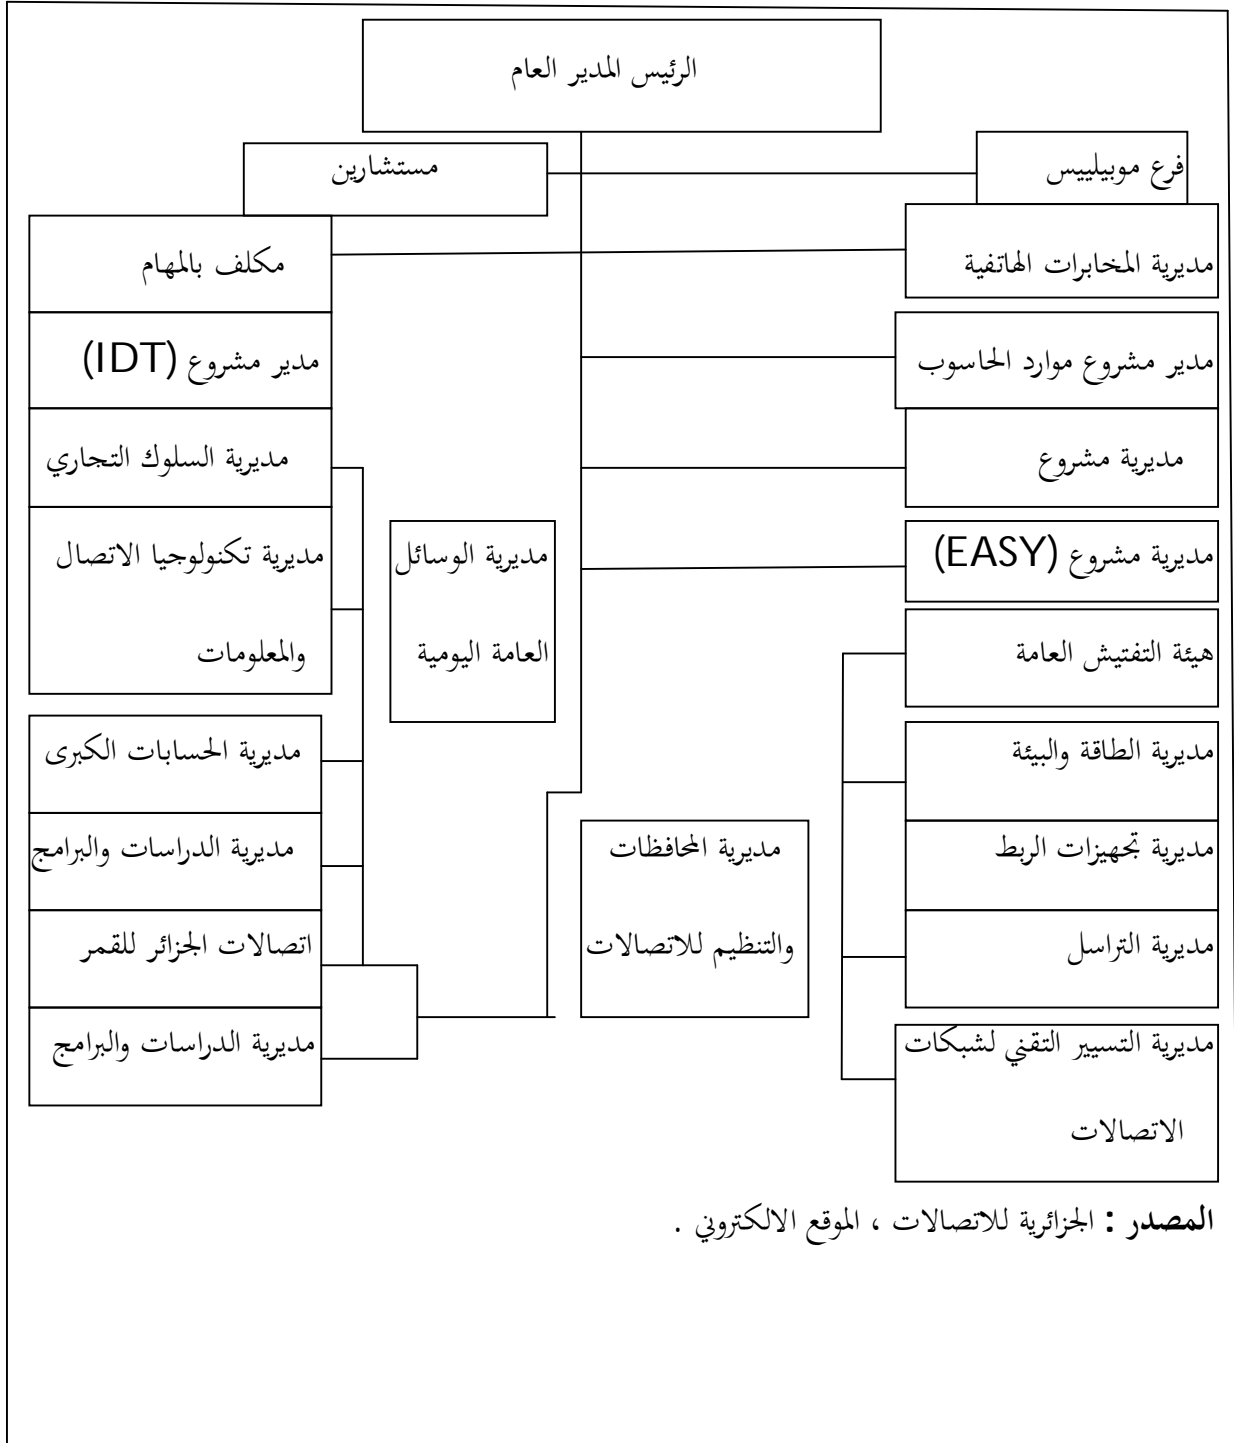 الرئيس المدير العام
فرع موبيلييس
مستشارين
مديرية المخابرات الهاتفية
مكلف بالمهام
مدير مشروع موارد الحاسوب
مدير مشروع (IDT)
مديرية مشروع
مديرية السلوك التجاري
مديرية مشروع (EASY)
مديرية الوسائل
العامة اليومية
مديرية تكنولوجيا الاتصال
والمعلومات
هيئة التفتيش العامة
مديرية الطاقة والبيئة
مديرية الحسابات الكبرى
مديرية تجهيزات الربط
مديرية المحافظات
والتنظيم للاتصالات
مديرية الدراسات والبرامج
مديرية التراسل
اتصالات الجزائر للقمر
مديرية التسيير التقني لشبكات
الاتصالات
مديرية الدراسات والبرامج
المصدر : الجزائرية للاتصالات ، الموقع الالكتروني .